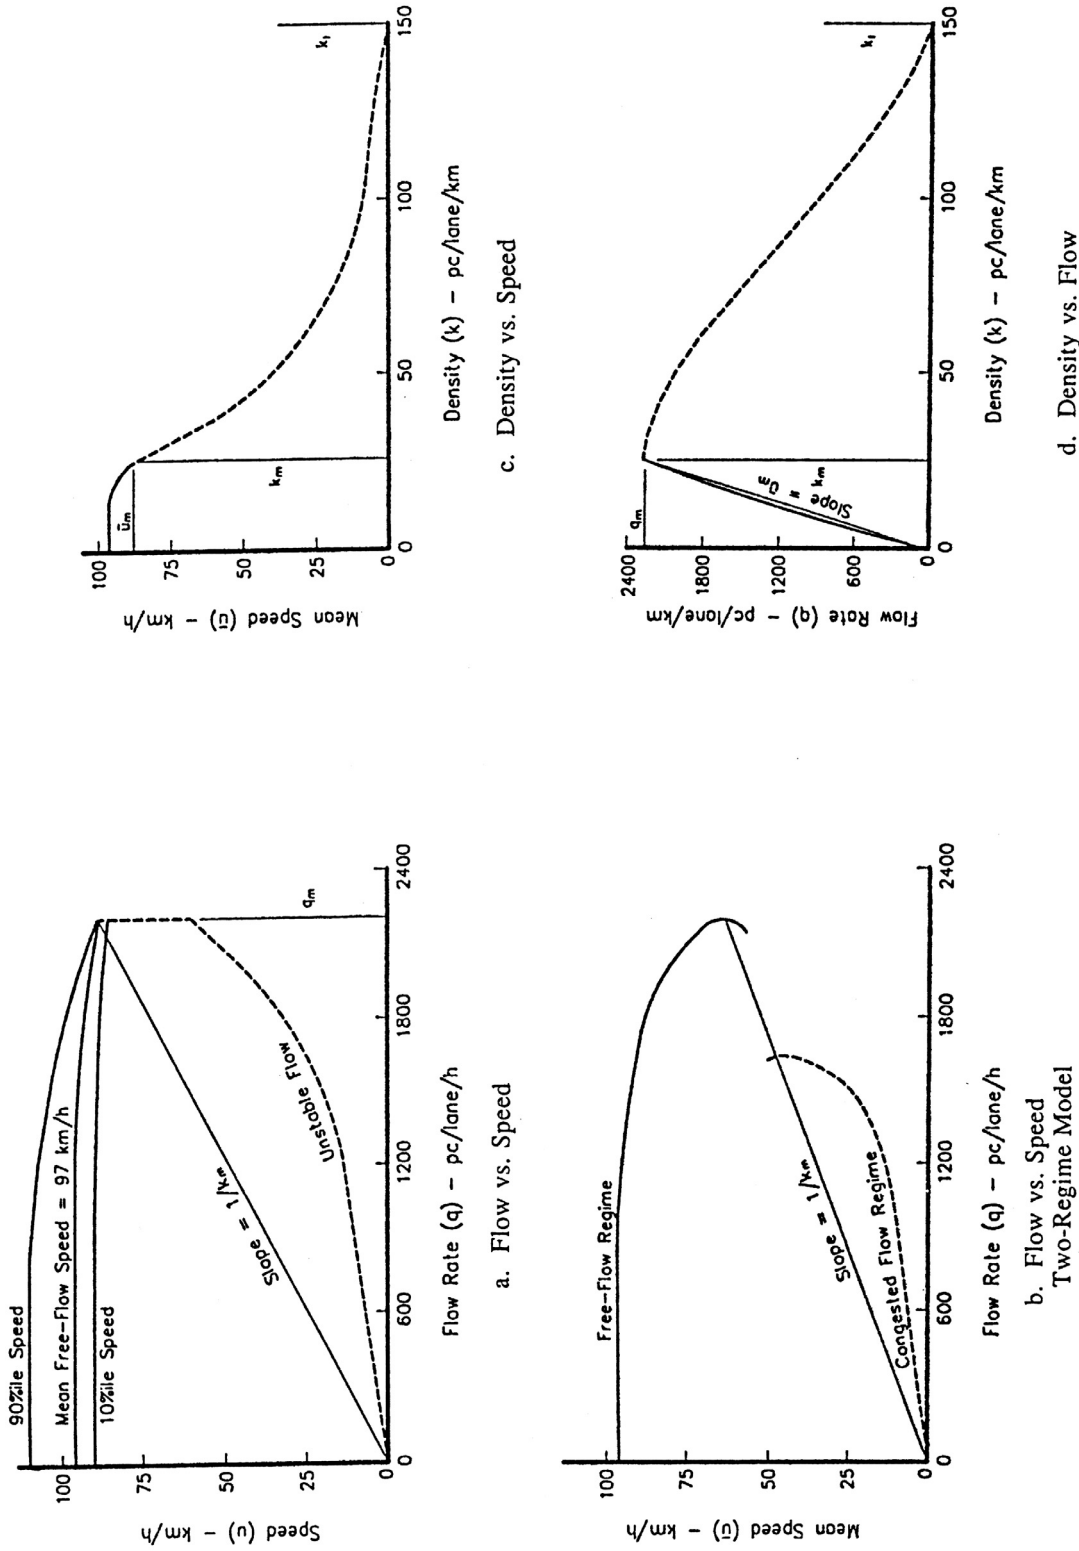 100
75
50
25
0
Speed (u) – km/h
90%ile Speed
Mean Free-Flow Speed = 97 km/h
10%ile Speed
Slope = 1/km
Unstable Flow
qm
0
600
1200
1800
2400
Flow Rate (q) – pc/lane/h
a. Flow vs. Speed
100
75
50
25
0
Mean Speed (ū) – km/h
Free-Flow Regime
Slope = 1/km
Congested Flow Regime
0
600
1200
1800
2400
Flow Rate (q) – pc/lane/h
b. Flow vs. Speed
Two-Regime Model
100
75
50
25
0
Mean Speed (ū) – km/h
ūm
km
kj
0
50
100
150
Density (k) – pc/lane/km
c. Density vs. Speed
2400
1800
1200
600
0
Flow Rate (q) – pc/lane/km
qm
Slope = ūm
km
kj
0
50
100
150
Density (k) – pc/lane/km
d. Density vs. Flow